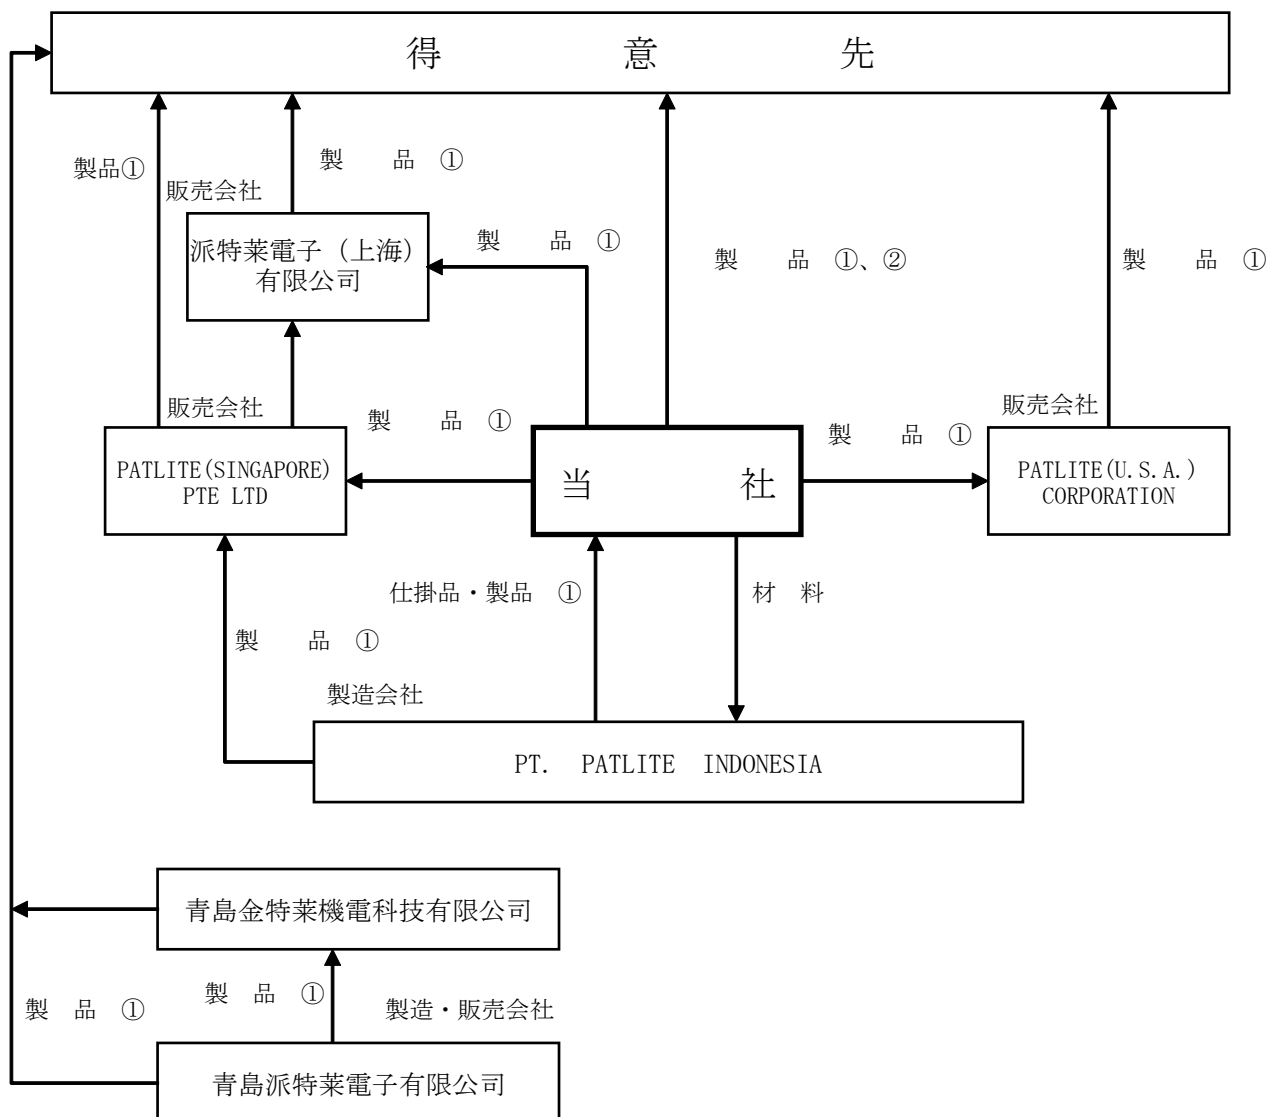 得 意 先
製品①
製 品 ①
販売会社
派特莱電子（上海）
有限公司
製 品 ①
製 品 ①、②
製 品 ①
販売会社
製 品 ①
製 品 ①
販売会社
PATLITE(SINGAPORE)
PTE LTD
当 社
PATLITE(U.S.A.)
CORPORATION
仕掛品・製品 ①
材 料
製 品 ①
製造会社
PT. PATLITE INDONESIA
青島金特莱機電科技有限公司
製 品 ①
製 品 ①
製造・販売会社
青島派特莱電子有限公司